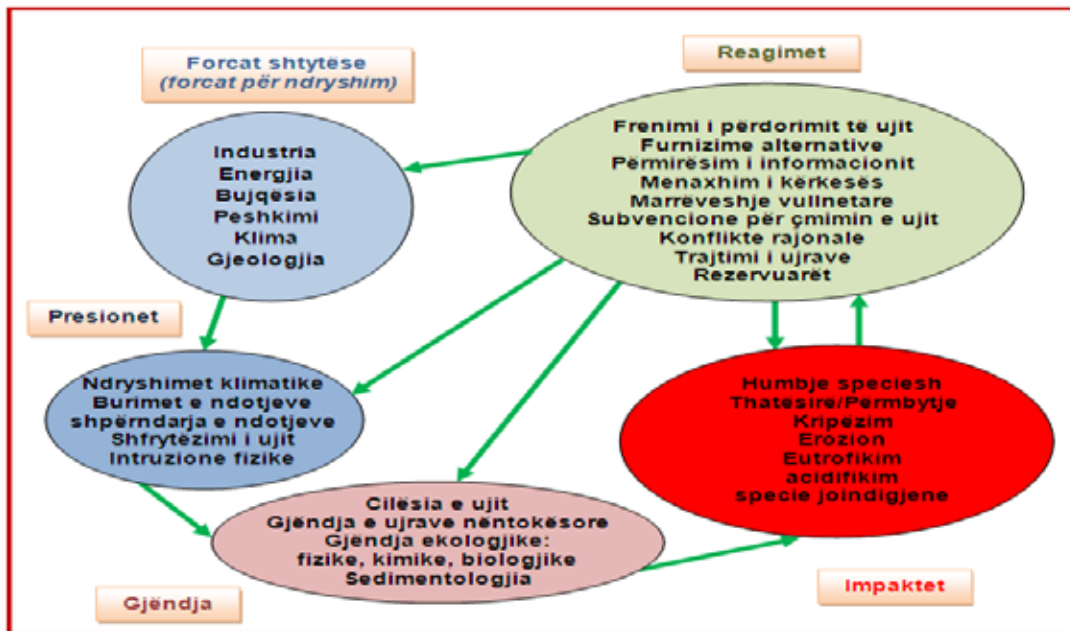 Forcat shtytëse
(forcat për ndryshim)
Industria
Energjia
Bujqësia
Peshkimi
Klima
Gjeologjia
Reagimet
Frenimi i përdorimit të ujit
Furnizime alternative
Përmirësim i informacionit
Menaxhim i kërkesës
Marrëveshje vullnetare
Subvencione për çmimin e ujit
Konflikte rajonale
Trajtimi i ujrave
Rezervuarët
Presionet
Ndryshimet klimatike
Burimet e ndotjeve
shpërndarja e ndotjeve
Shfrytëzimi i ujit
Intruzione fizike
Humbje speciesh
Thatësire/Përmbytje
Kripëzim
Erozion
Eutrofikim
acidifikim
specie joindigjene
Cilësia e ujit
Gjëndja e ujrave nëntokësore
Gjëndja ekologjike:
fizike, kimike, biologjike
Sedimentologjia
Gjëndja
Impaktet